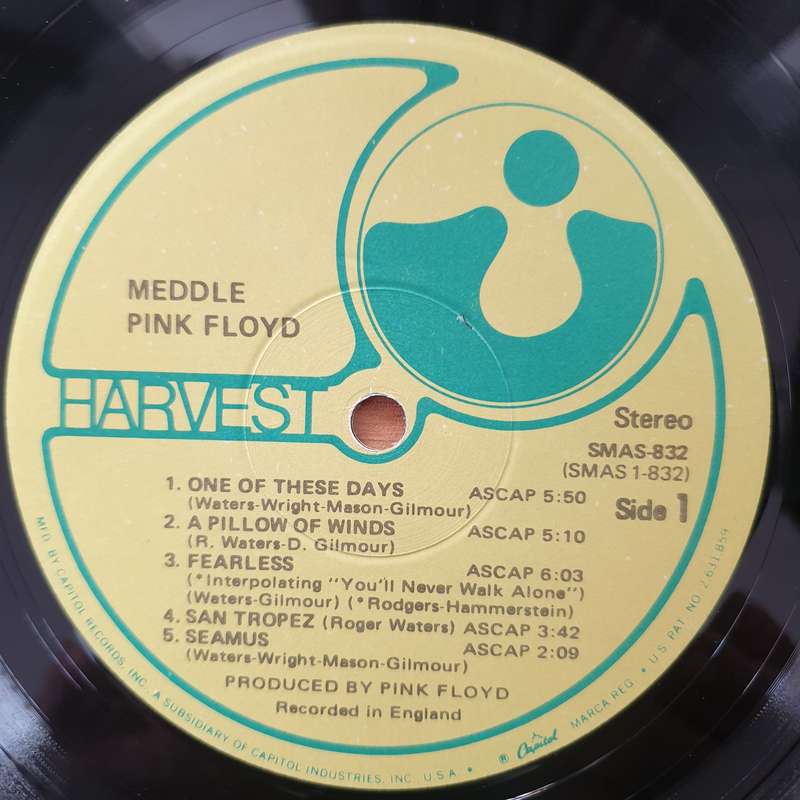 MEDDLE
PINK FLOYD
HARVEST
Stereo
SMAS-832
(SMAS 1-832)
Side 1
1. ONE OF THESE DAYS ASCAP 5:50
(Waters-Wright-Mason-Gilmour)
2. A PILLOW OF WINDS ASCAP 5:10
(R. Waters-D. Gilmour)
3. FEARLESS ASCAP 6:03
(*Interpolating "You'll Never Walk Alone")
(Waters-Gilmour) (*Rodgers-Hammerstein)
4. SAN TROPEZ (Roger Waters) ASCAP 3:42
5. SEAMUS ASCAP 2:09
(Waters-Wright-Mason-Gilmour)
PRODUCED BY PINK FLOYD
Recorded in England
MFD. BY CAPITOL RECORDS, INC. A SUBSIDIARY OF CAPITOL INDUSTRIES, INC. U.S.A. • ® Capitol MARCA REG. • U.S. PAT. NO. 2,631,859